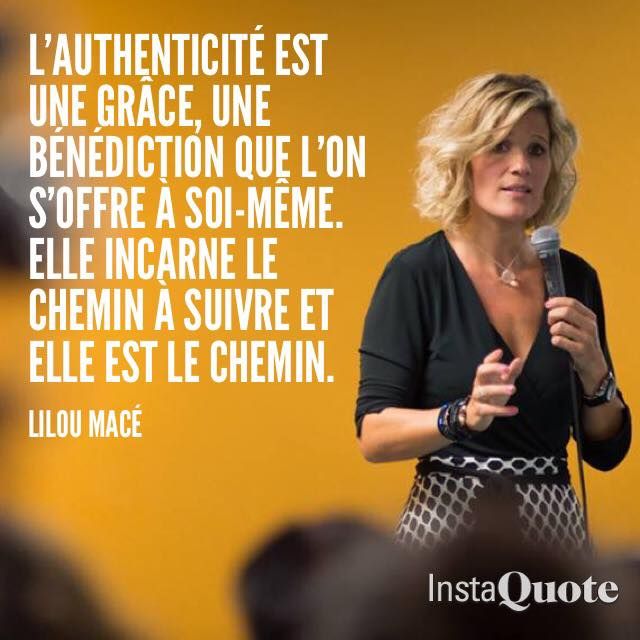 L’AUTHENTICITÉ EST
UNE GRÂCE, UNE
BÉNÉDICTION QUE L’ON
S’OFFRE À SOI-MÊME.
ELLE INCARNE LE
CHEMIN À SUIVRE ET
ELLE EST LE CHEMIN.
LILOU MACÉ
InstaQuote